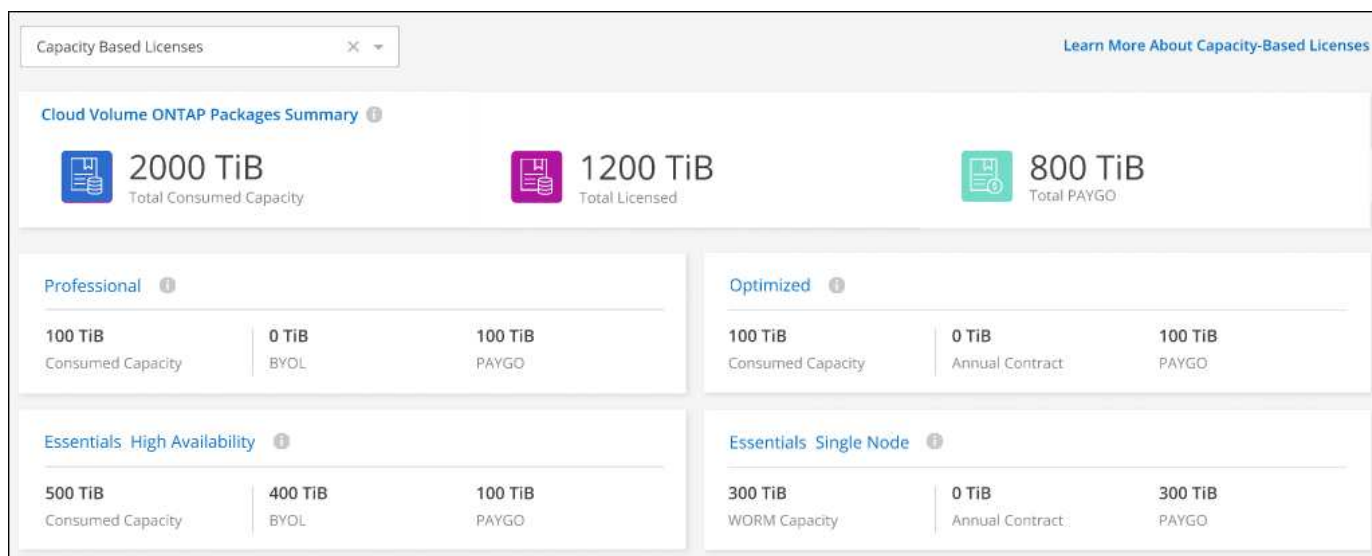 Capacity Based Licenses
Learn More About Capacity-Based Licenses
Cloud Volume ONTAP Packages Summary
2000 TiB
Total Consumed Capacity
1200 TiB
Total Licensed
800 TiB
Total PAYGO
Professional
100 TiB
Consumed Capacity
0 TiB
BYOL
100 TiB
PAYGO
Optimized
100 TiB
Consumed Capacity
0 TiB
Annual Contract
100 TiB
PAYGO
Essentials High Availability
500 TiB
Consumed Capacity
400 TiB
BYOL
100 TiB
PAYGO
Essentials Single Node
300 TiB
WORM Capacity
0 TiB
Annual Contract
300 TiB
PAYGO